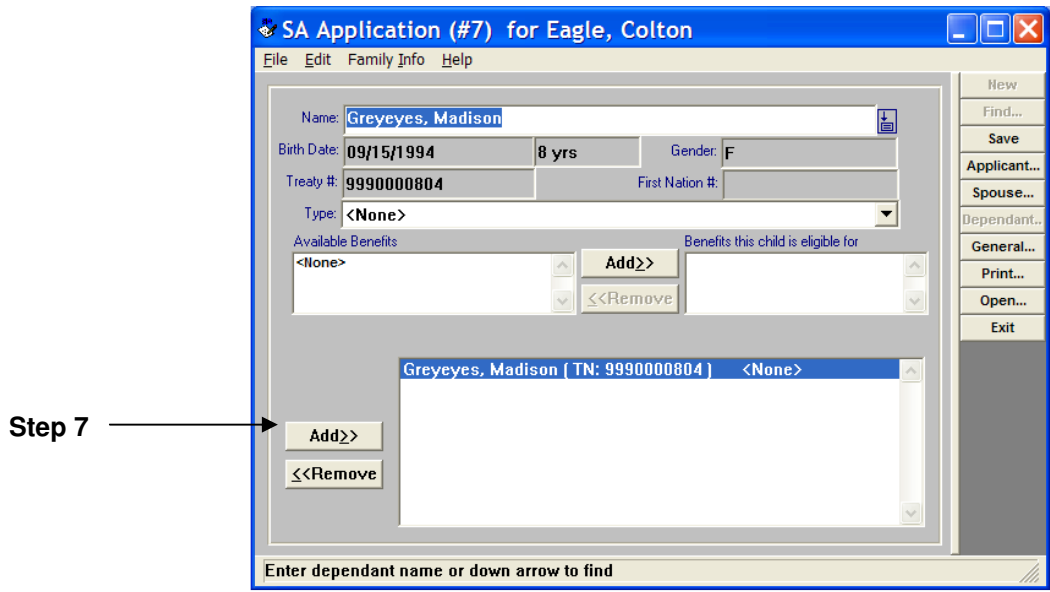 SA Application (#7) for Eagle, Colton
File Edit Family Info Help
New
Find...
Save
Applicant...
Spouse...
Dependant..
General...
Print...
Open...
Exit
Name: Greyeyes, Madison
Birth Date: 09/15/1994 8 yrs Gender: F
Treaty #: 9990000804 First Nation #:
Type: <None>
Available Benefits Benefits this child is eligible for
<None>
Add>>
<<Remove
Greyeyes, Madison ( TN: 9990000804 ) <None>
Step 7
Add>>
<<Remove
Enter dependant name or down arrow to find